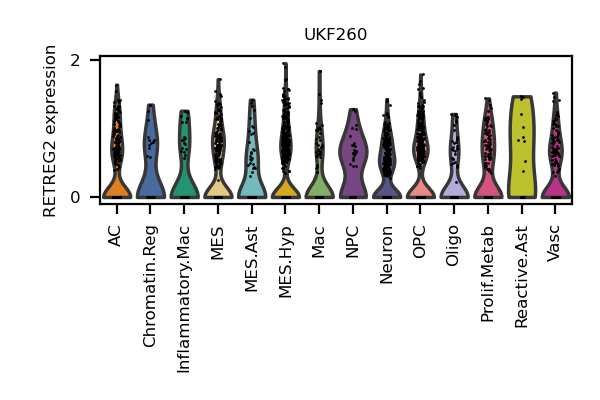 UKF260
RETREG2 expression
2
0
AC
Chromatin.Reg
Inflammatory.Mac
MES
MES.Ast
MES.Hyp
Mac
NPC
Neuron
OPC
Oligo
Prolif.Metab
Reactive.Ast
Vasc